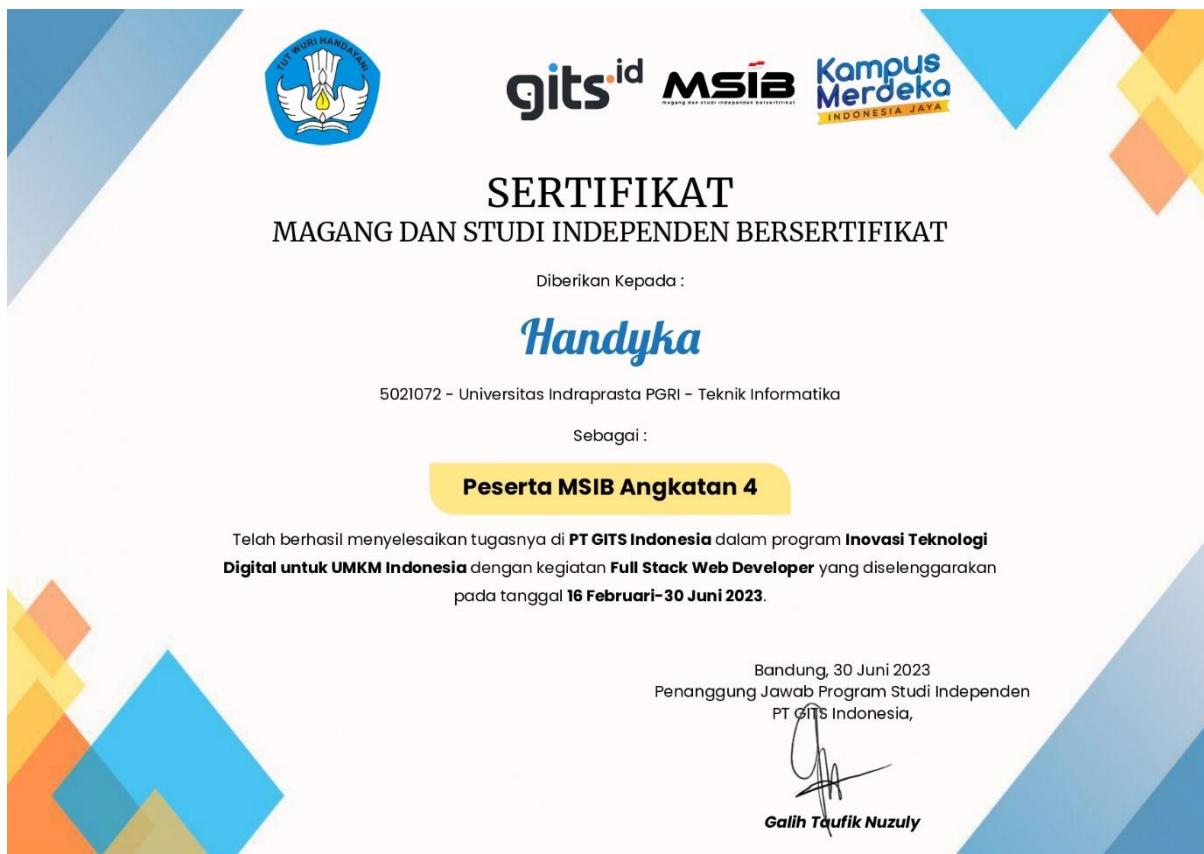 TUT WURI HANDAYANI
gits.id
MSIB
magang dan studi independen bersertifikat
Kampus
Merdeka
INDONESIA JAYA
SERTIFIKAT
MAGANG DAN STUDI INDEPENDEN BERSERTIFIKAT
Diberikan Kepada :
Handyka
5021072 - Universitas Indraprasta PGRI - Teknik Informatika
Sebagai :
Peserta MSIB Angkatan 4
Telah berhasil menyelesaikan tugasnya di PT GITS Indonesia dalam program Inovasi Teknologi
Digital untuk UMKM Indonesia dengan kegiatan Full Stack Web Developer yang diselenggarakan
pada tanggal 16 Februari-30 Juni 2023.
Bandung, 30 Juni 2023
Penanggung Jawab Program Studi Independen
PT GITS Indonesia,
Galih Taufik Nuzuly